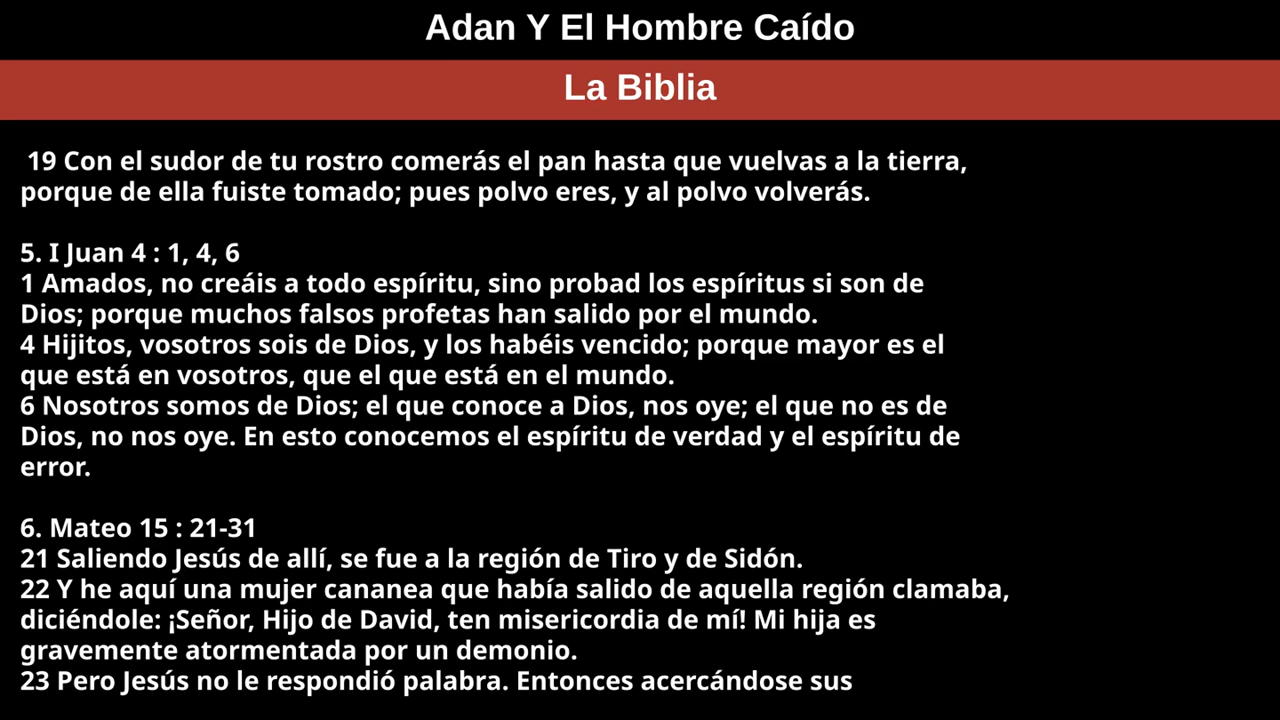 Adan Y El Hombre Caído
La Biblia
19 Con el sudor de tu rostro comerás el pan hasta que vuelvas a la tierra,
porque de ella fuiste tomado; pues polvo eres, y al polvo volverás.
5. I Juan 4 : 1, 4, 6
1 Amados, no creáis a todo espíritu, sino probad los espíritus si son de
Dios; porque muchos falsos profetas han salido por el mundo.
4 Hijitos, vosotros sois de Dios, y los habéis vencido; porque mayor es el
que está en vosotros, que el que está en el mundo.
6 Nosotros somos de Dios; el que conoce a Dios, nos oye; el que no es de
Dios, no nos oye. En esto conocemos el espíritu de verdad y el espíritu de
error.
6. Mateo 15 : 21-31
21 Saliendo Jesús de allí, se fue a la región de Tiro y de Sidón.
22 Y he aquí una mujer cananea que había salido de aquella región clamaba,
diciéndole: ¡Señor, Hijo de David, ten misericordia de mí! Mi hija es
gravemente atormentada por un demonio.
23 Pero Jesús no le respondió palabra. Entonces acercándose sus